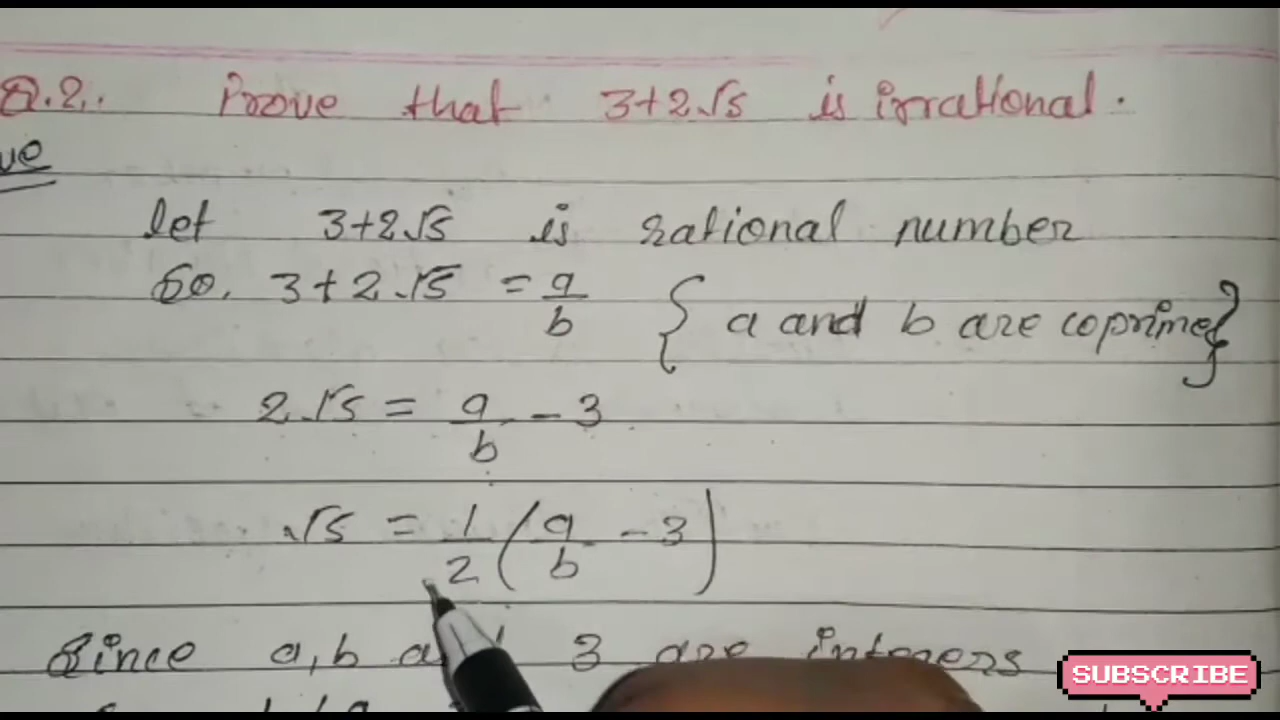 Q.2. Prove that 3+2√5 is irrational.
let 3+2√5 is rational number
So. 3+2√5 = a/b { a and b are coprime}
2√5 = a/b - 3
√5 = 1/2 (a/b - 3)
Since a, b and 3 are integers
SUBSCRIBE